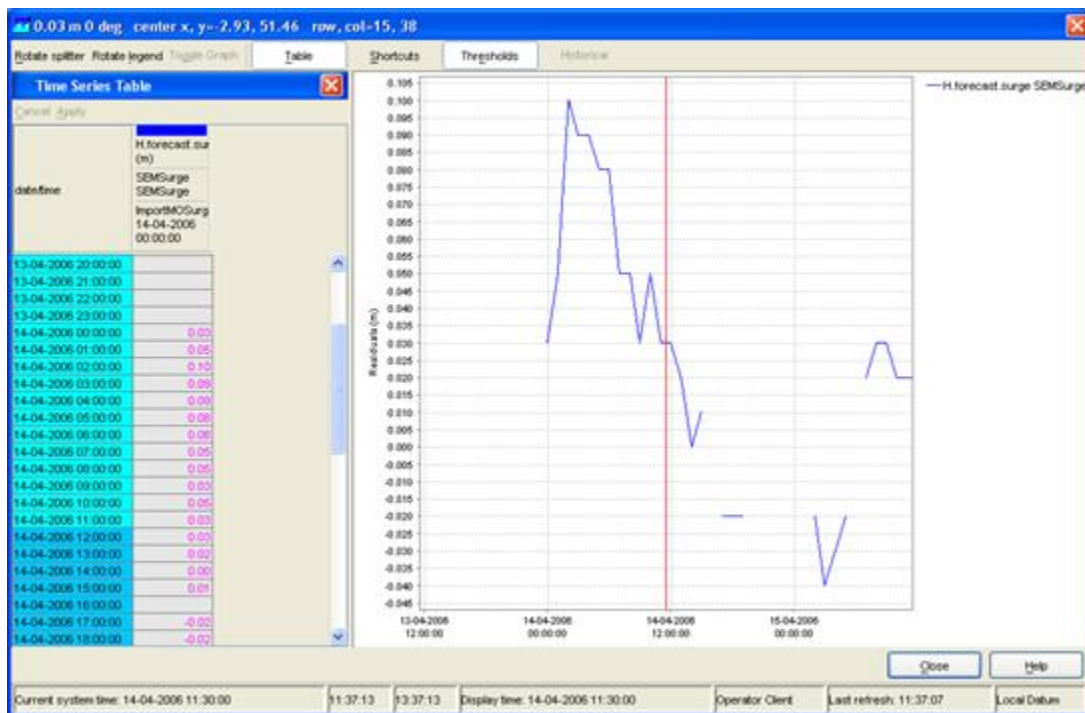 0.03 m 0 deg center x, y=-2.93, 51.46 row, col=15, 38
Rotate splitter Rotate legend Toggle Graph Table Shortcuts Thresholds Historical
Time Series Table
Cancel Apply
date/time
H.forecast.sur
(m)
SEMSurge
SEMSurge
ImportMOSurg
14-04-2006
00:00:00
13-04-2006 20:00:00
13-04-2006 21:00:00
13-04-2006 22:00:00
13-04-2006 23:00:00
14-04-2006 00:00:00 0.03
14-04-2006 01:00:00 0.05
14-04-2006 02:00:00 0.10
14-04-2006 03:00:00 0.09
14-04-2006 04:00:00 0.09
14-04-2006 05:00:00 0.08
14-04-2006 06:00:00 0.08
14-04-2006 07:00:00 0.05
14-04-2006 08:00:00 0.05
14-04-2006 09:00:00 0.03
14-04-2006 10:00:00 0.05
14-04-2006 11:00:00 0.03
14-04-2006 12:00:00 0.03
14-04-2006 13:00:00 0.02
14-04-2006 14:00:00 0.00
14-04-2006 15:00:00 0.01
14-04-2006 16:00:00
14-04-2006 17:00:00 -0.02
14-04-2006 18:00:00 -0.02
Residuals (m)
0.105
0.100
0.095
0.090
0.085
0.080
0.075
0.070
0.065
0.060
0.055
0.050
0.045
0.040
0.035
0.030
0.025
0.020
0.015
0.010
0.005
0.000
-0.005
-0.010
-0.015
-0.020
-0.025
-0.030
-0.035
-0.040
-0.045
13-04-2006 14-04-2006 14-04-2006 15-04-2006
12:00:00 00:00:00 12:00:00 00:00:00
H.forecast.surge SEMSurge
Close Help
Current system time: 14-04-2006 11:30:00 11:37:13 13:37:13 Display time: 14-04-2006 11:30:00 Operator Client Last refresh: 11:37:07 Local Datum